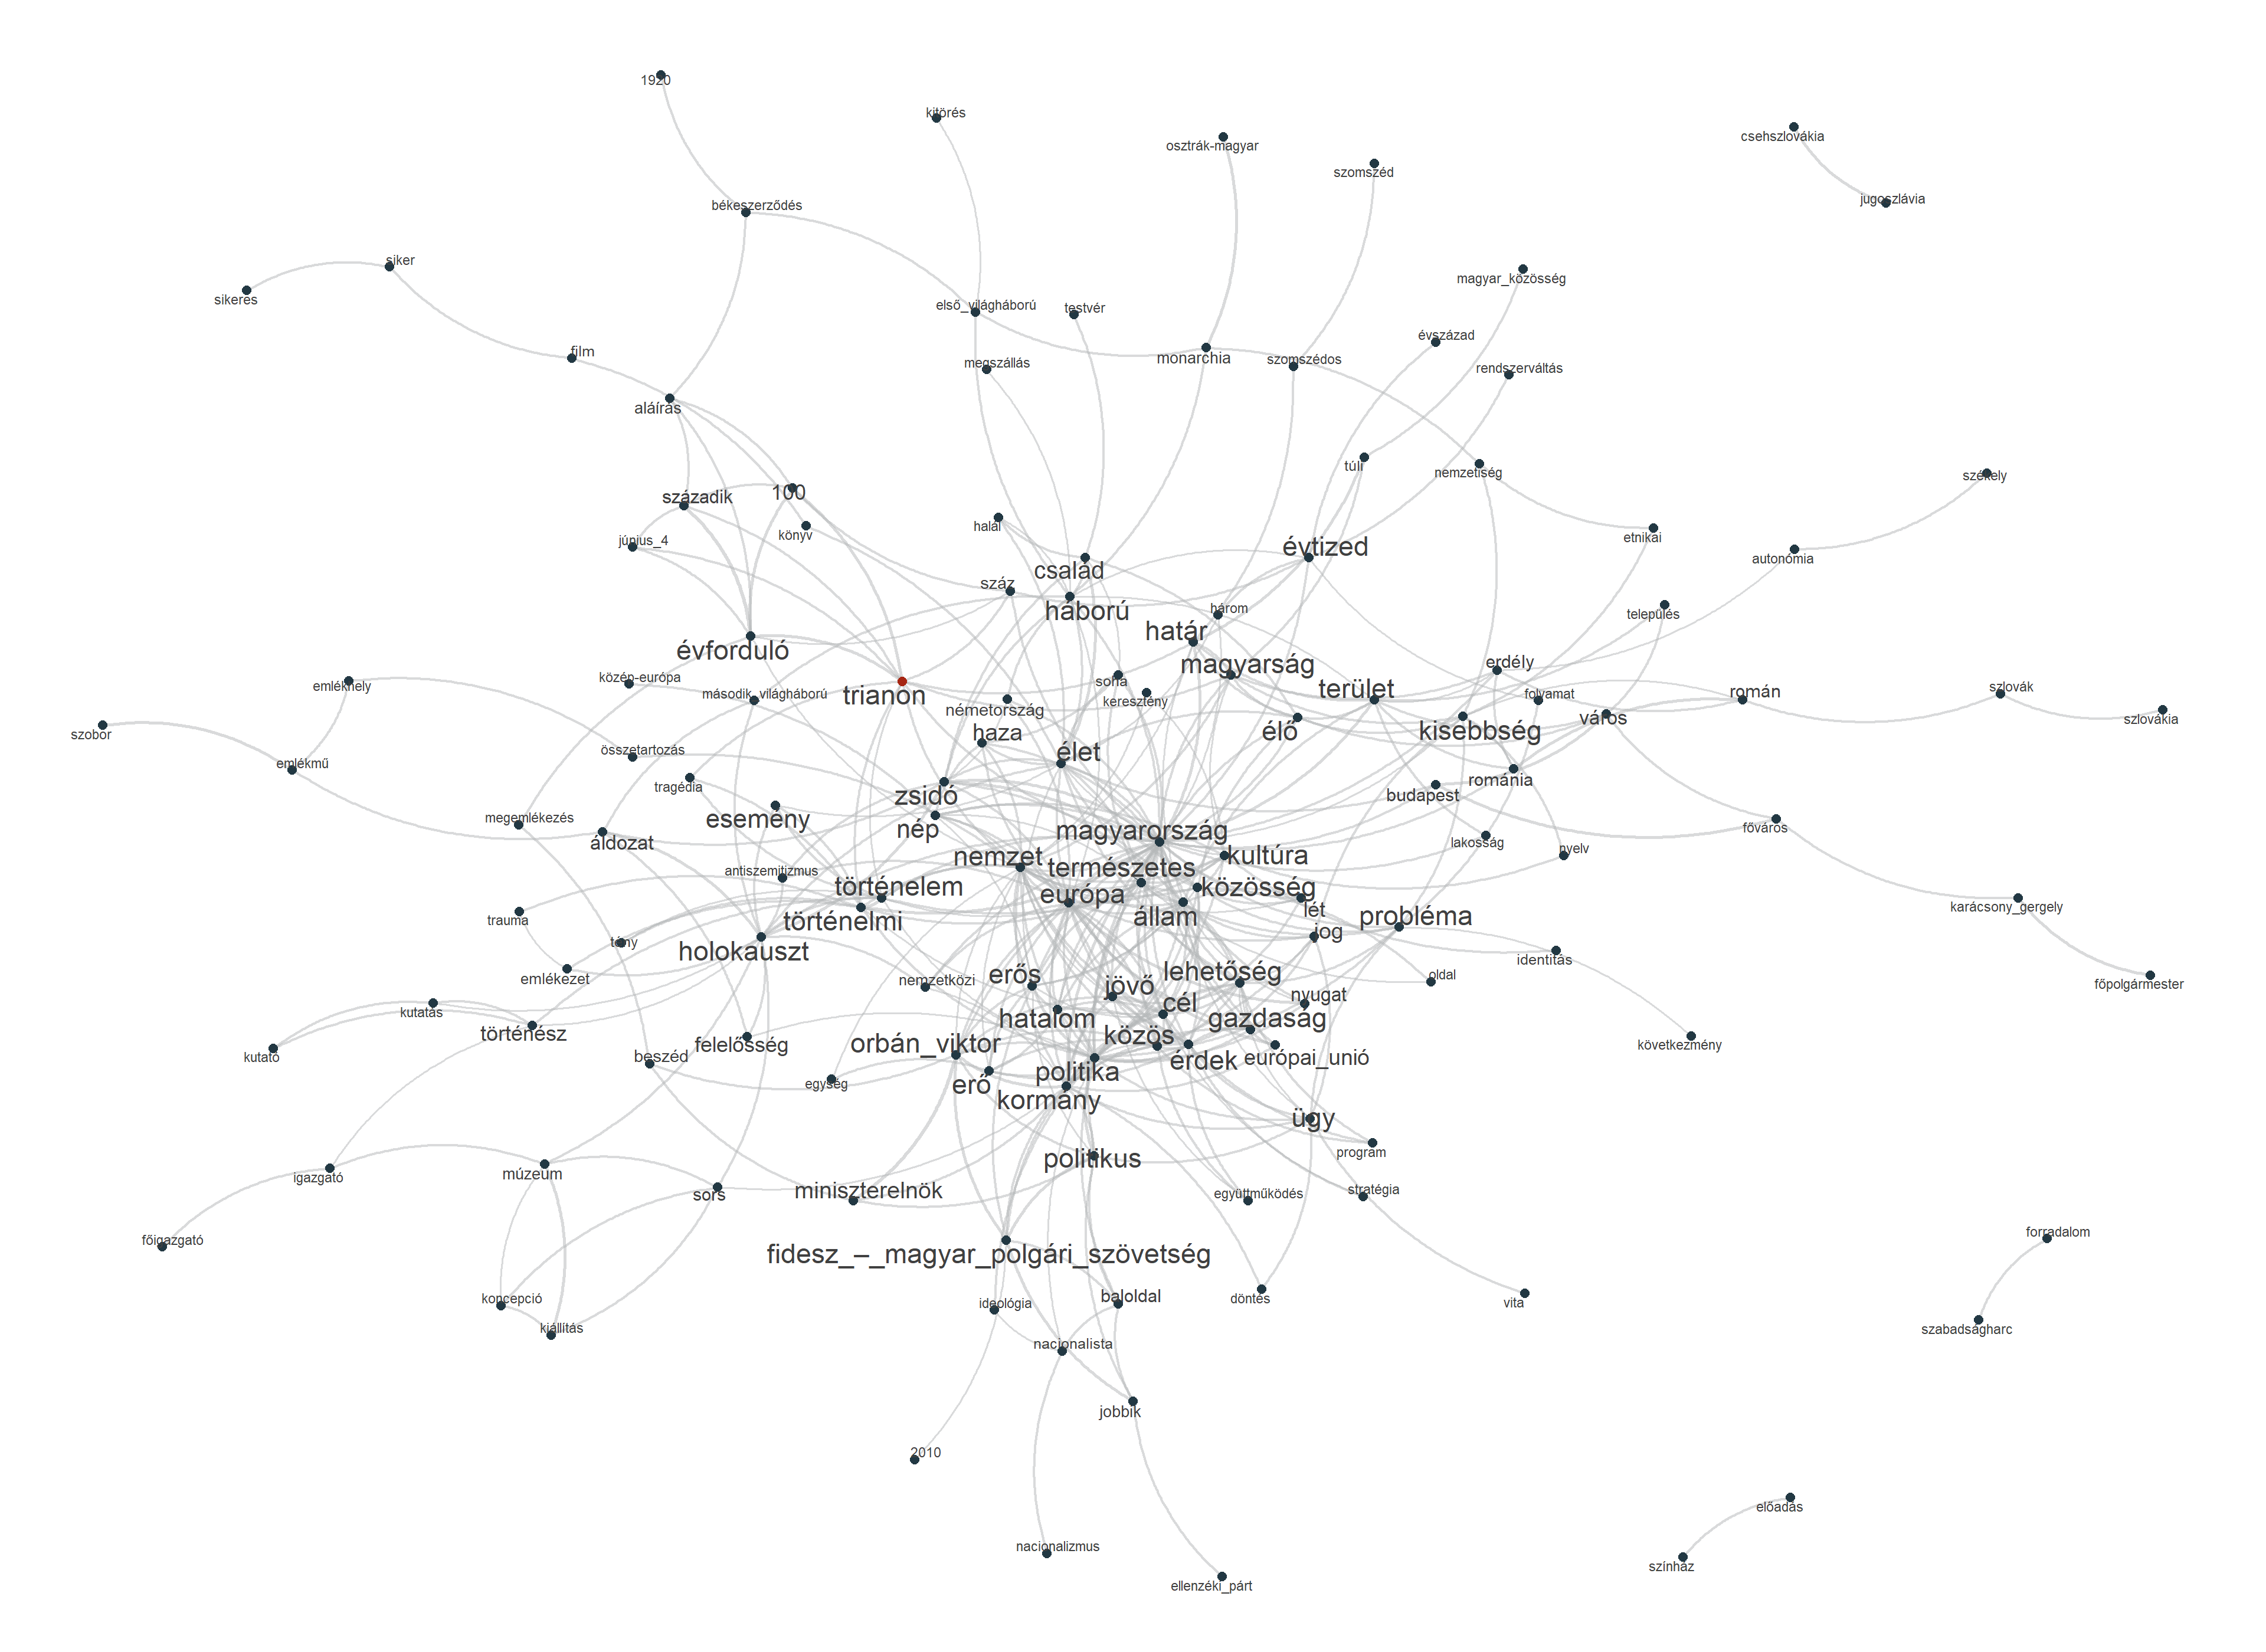 1920
kitörés
csehszlovákia
osztrák-magyar
szomszéd
jugoszlávia
békeszerződés
siker
magyar_közösség
sikeres
első_világháború
testvér
évszázad
film
monarchia
szomszédos
megszállás
rendszerváltás
aláírás
túli
nemzetiség
székely
századik
100
könyv
halál
etnikai
június_4
évtized
autonómia
család
száz
háború
három
település
határ
évforduló
magyarság
erdély
közép-európa
soha
emlékhely
második_világháború
trianon
keresztény
terület
folyamat
román
szlovák
németország
város
szlovákia
szobor
haza
élő
kisebbség
összetartozás
élet
emlékmű
románia
tragédia
zsidó
budapest
megemlékezés
esemény
nép
magyarország
főváros
áldozat
lakosság
nyelv
nemzet
kultúra
antiszemitizmus
természetes
történelem
európa
közösség
lét
karácsony_gergely
trauma
történelmi
állam
probléma
jog
tény
holokauszt
identitás
emlékezet
nemzetközi
erős
lehetőség
oldal
jövő
főpolgármester
nyugat
cél
kutatás
történész
hatalom
gazdaság
közös
felelősség
orbán_viktor
következmény
kutató
beszéd
európai_unió
érdek
politika
egység
erő
kormány
ügy
program
politikus
múzeum
igazgató
miniszterelnök
együttműködés
stratégia
sors
forradalom
főigazgató
fidesz_–_magyar_polgári_szövetség
koncepció
ideológia
baloldal
döntés
vita
kiállítás
szabadságharc
nacionalista
jobbik
2010
előadás
nacionalizmus
színház
ellenzéki_párt